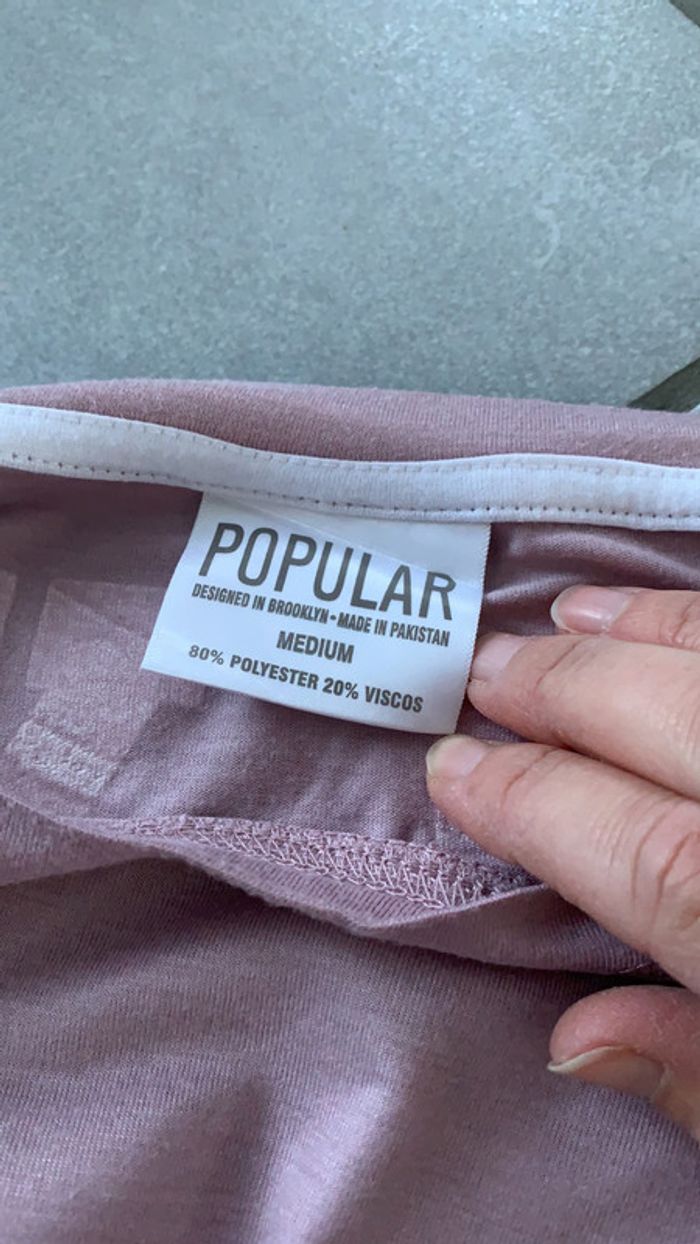 POPULAR
DESIGNED IN BROOKLYN • MADE IN PAKISTAN
MEDIUM
80% POLYESTER 20% VISCOS